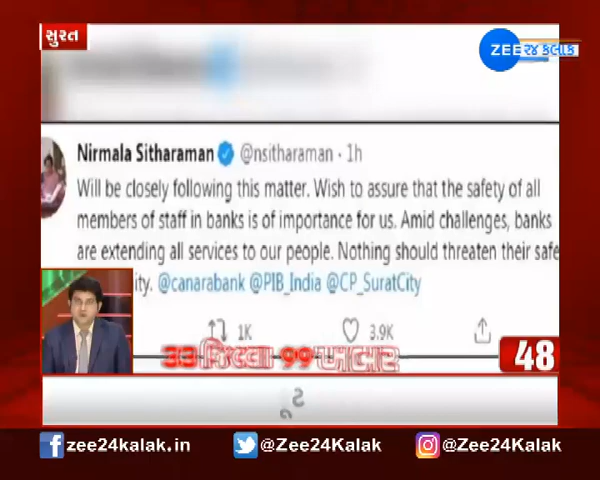 સુરત
ZEE ૨૪ કલાક
Nirmala Sitharaman @nsitharaman · 1h
Will be closely following this matter. Wish to assure that the safety of all
members of staff in banks is of importance for us. Amid challenges, banks
are extending all services to our people. Nothing should threaten their safe
ity. @canarabank @PIB_India @CP_SuratCity
1K 3.9K
33 જિલ્લા 99 ખબર
48
zee24kalak.in @Zee24Kalak @Zee24Kalak